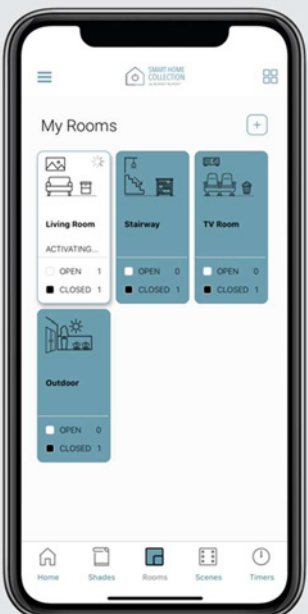 SMART HOME
COLLECTION
My Rooms
+
Living Room
ACTIVATING...
OPEN 1
CLOSED 1
Stairway
OPEN 0
CLOSED 1
TV Room
OPEN 0
CLOSED 1
Outdoor
OPEN 0
CLOSED 1
Home
Shades
Rooms
Scenes
Timers